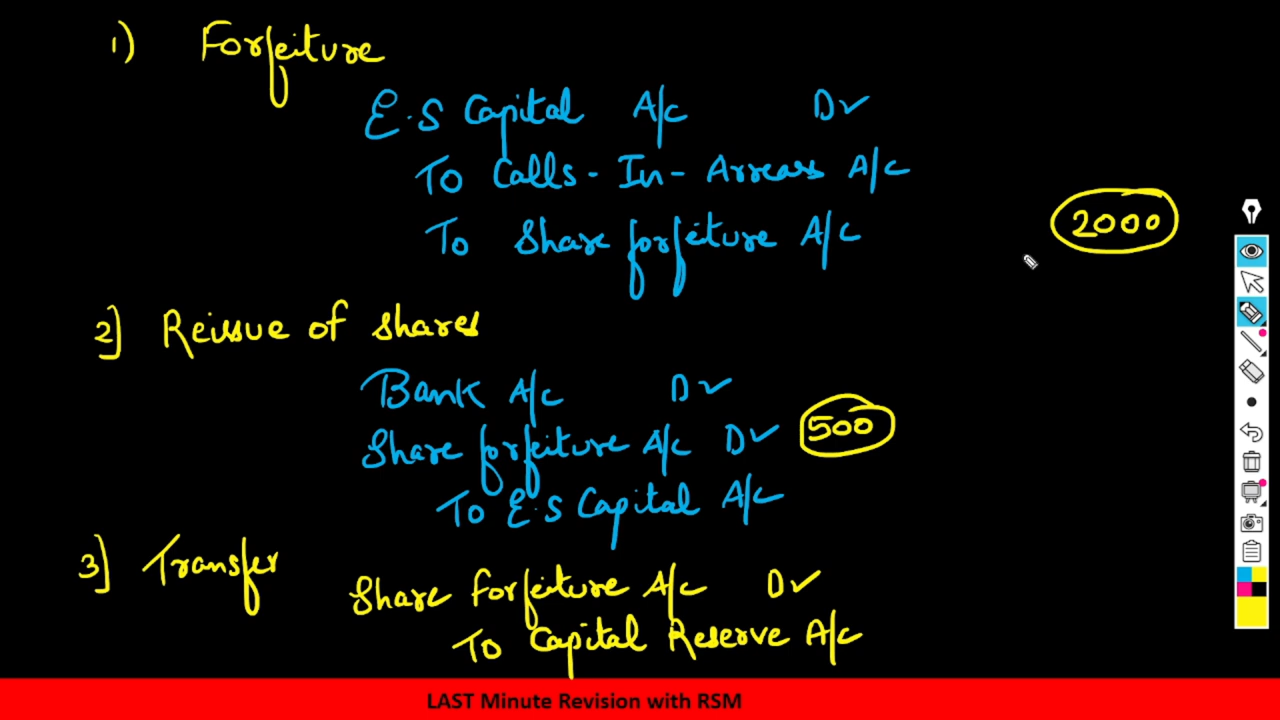 1) Forfeiture
E.S Capital A/c Dr
To Calls-In-Arrears A/c
To Share forfeiture A/c
2000
2] Reissue of shares
Bank A/c Dr
Share forfeiture A/c Dr 500
To E.S Capital A/c
3] Transfer
Share Forfeiture A/c Dr
To Capital Reserve A/c
LAST Minute Revision with RSM